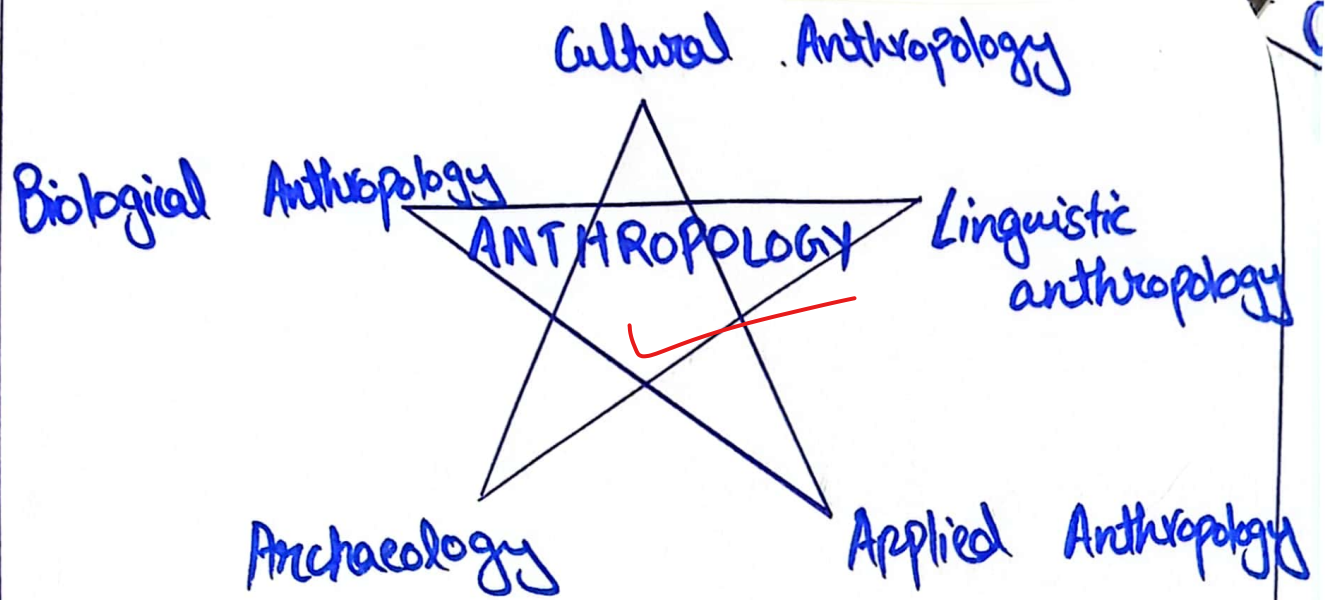 Cultural Anthropology
Biological Anthropology
ANTHROPOLOGY
Linguistic
anthropology
Archaeology
Applied Anthropology